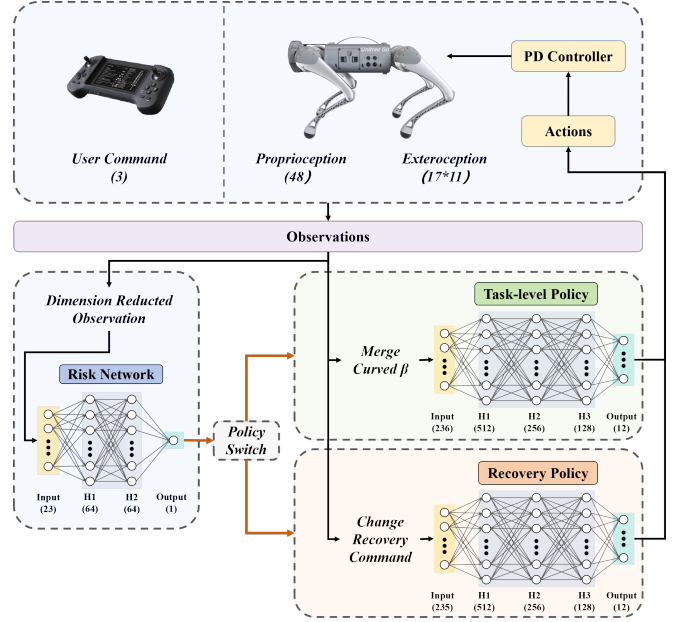 Unitree Go
PD Controller
Actions
User Command
(3)
Proprioception
(48)
Exteroception
(17*11)
Observations
Dimension Reducted
Observation
Risk Network
Input
(23)
H1
(64)
H2
(64)
Output
(1)
Policy
Switch
Task-level Policy
Merge
Curved β
Input
(236)
H1
(512)
H2
(256)
H3
(128)
Output
(12)
Recovery Policy
Change
Recovery
Command
Input
(235)
H1
(512)
H2
(256)
H3
(128)
Output
(12)